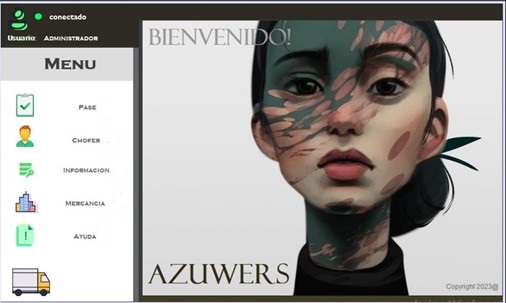 conectado
Usuario: Administrador
Menu
Pase
Chofer
Informacion
Mercancia
Ayuda
BIENVENIDO!
AZUWERS
Copyright 2023@